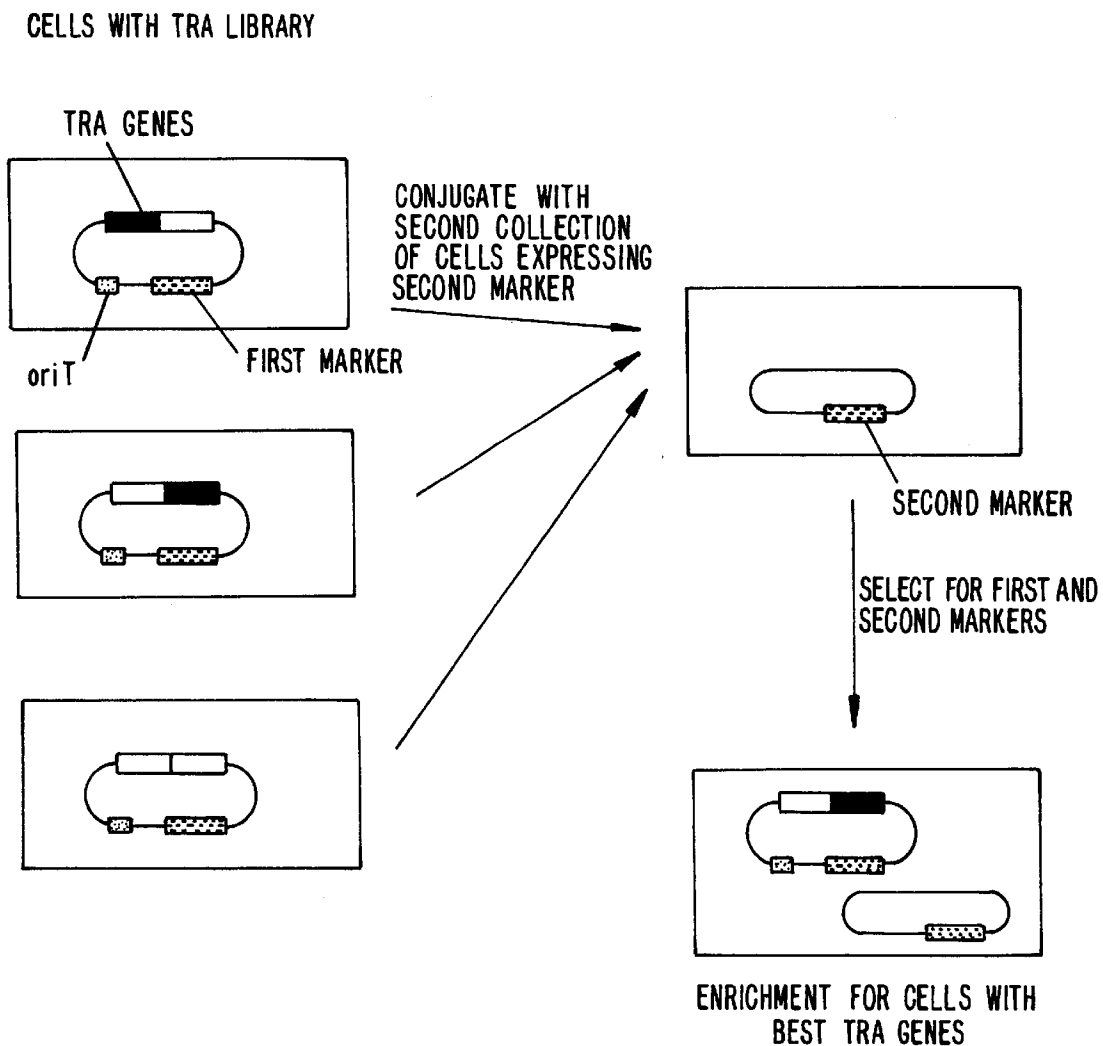 CELLS WITH TRA LIBRARY
TRA GENES
CONJUGATE WITH
SECOND COLLECTION
OF CELLS EXPRESSING
SECOND MARKER
oriT
FIRST MARKER
SECOND MARKER
SELECT FOR FIRST AND
SECOND MARKERS
ENRICHMENT FOR CELLS WITH
BEST TRA GENES